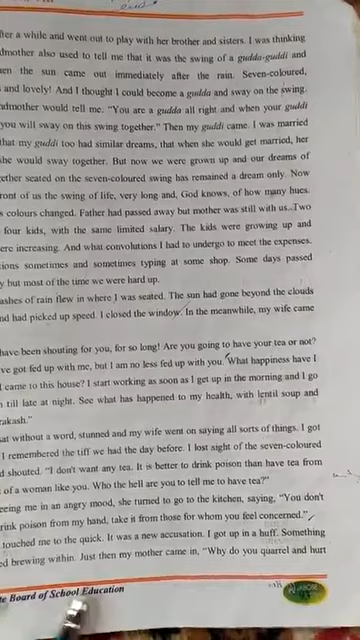 fter a while and went out to play with her brother and sisters. I was thinking
dmother also used to tell me that it was the swing of a gudda-guddi and
en the sun came out immediately after the rain. Seven-coloured,
and lovely! And I thought I could become a gudda and sway on the swing.
ndmother would tell me. "You are a gudda all right and when your guddi
you will sway on this swing together." Then my guddi came. I was married
that my guddi too had similar dreams, that when she would get married, her
he would sway together. But now we were grown up and our dreams of
ether seated on the seven-coloured swing has remained a dream only. Now
ront of us the swing of life, very long and, God knows, of how many hues.
s colours changed. Father had passed away but mother was still with us. Two
four kids, with the same limited salary. The kids were growing up and
ere increasing. And what convolutions I had to undergo to meet the expenses.
ions sometimes and sometimes typing at some shop. Some days passed
y but most of the time we were hard up.
ashes of rain flew in where I was seated. The sun had gone beyond the clouds
nd had picked up speed. I closed the window. In the meanwhile, my wife came
have been shouting for you, for so long! Are you going to have your tea or not?
ve got fed up with me, but I am no less fed up with you. What happiness have I
I came to this house? I start working as soon as I get up in the morning and I go
n till late at night. See what has happened to my health, with lentil soup and
rakash."
sat without a word, stunned and my wife went on saying all sorts of things. I got
I remembered the tiff we had the day before. I lost sight of the seven-coloured
d shouted. "I don't want any tea. It is better to drink poison than have tea from
of a woman like you. Who the hell are you to tell me to have tea?"
eeing me in an angry mood, she turned to go to the kitchen, saying, "You don't
rink poison from my hand, take it from those for whom you feel concerned."
touched me to the quick. It was a new accusation. I got up in a huff. Something
ed brewing within. Just then my mother came in, "Why do you quarrel and hurt
te Board of School Education